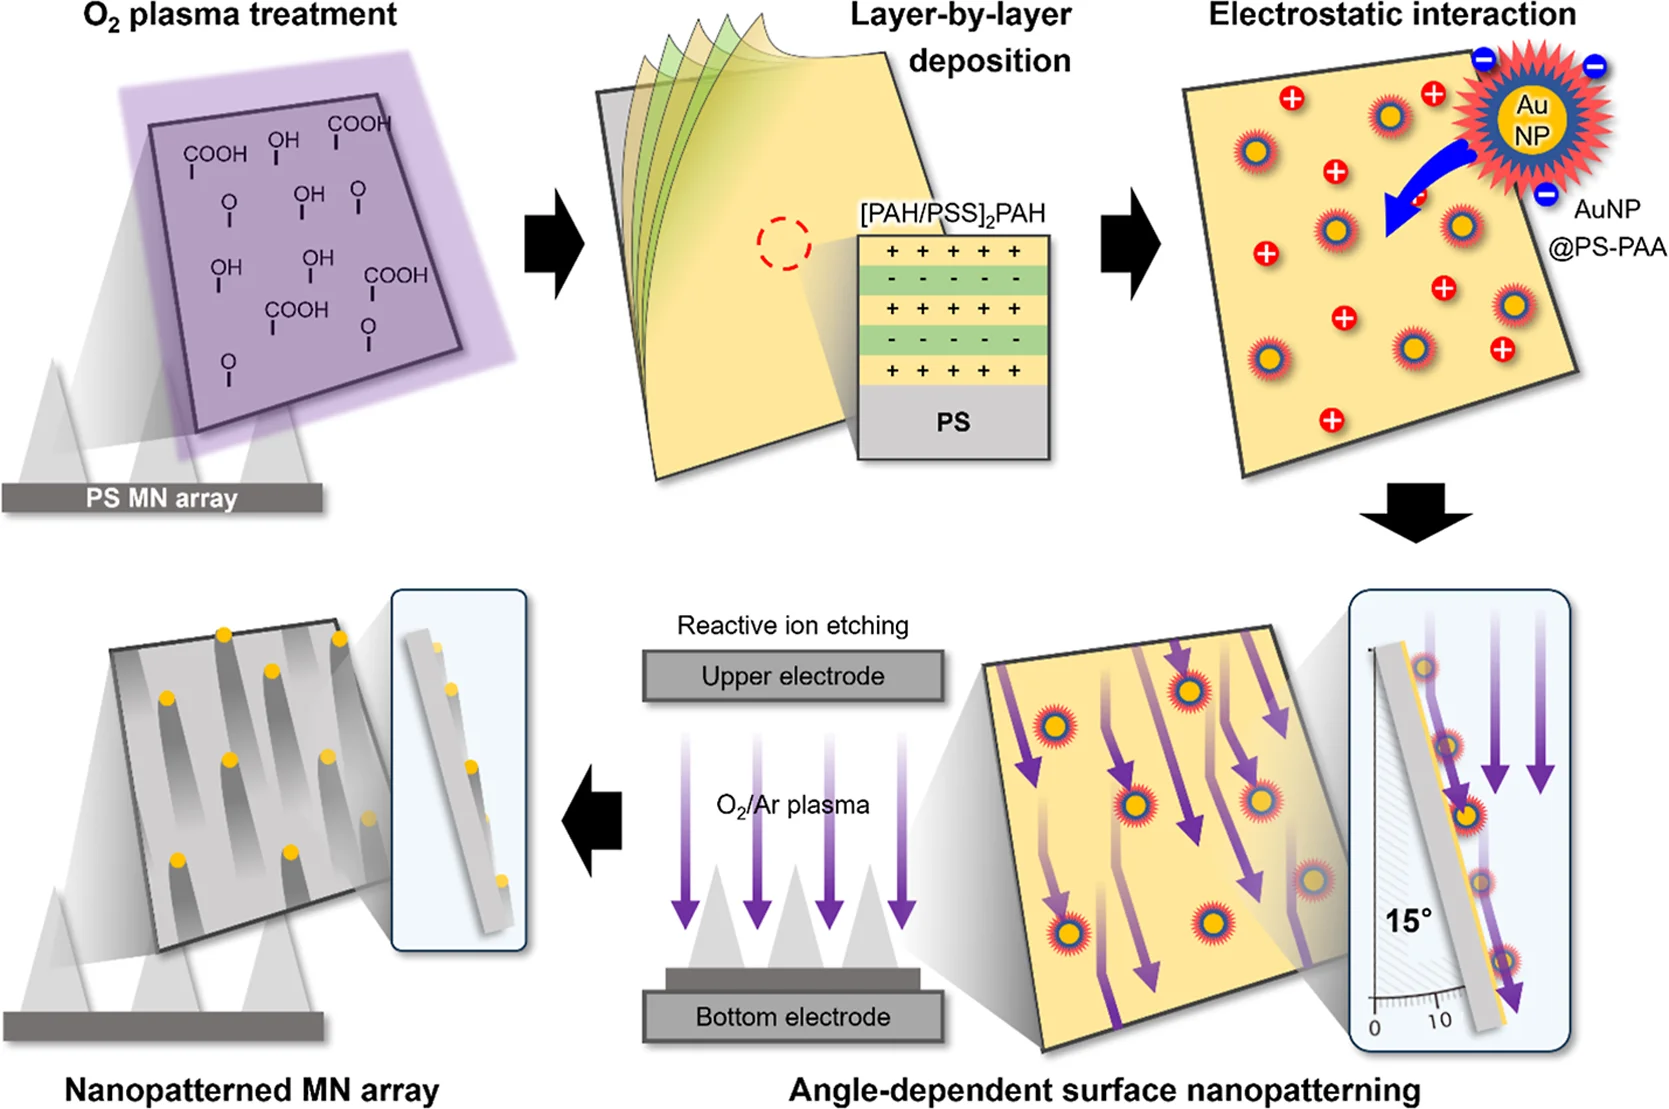 O₂ plasma treatment
COOH
OH
COOH
O
OH
O
OH
OH
COOH
COOH
O
O
PS MN array
Layer-by-layer
deposition
[PAH/PSS]₂PAH
+ + + + +
- - - - -
+ + + + +
- - - - -
+ + + + +
PS
Electrostatic interaction
Au
NP
AuNP
@PS-PAA
Reactive ion etching
Upper electrode
O₂/Ar plasma
Bottom electrode
15°
0
10
Angle-dependent surface nanopatterning
Nanopatterned MN array